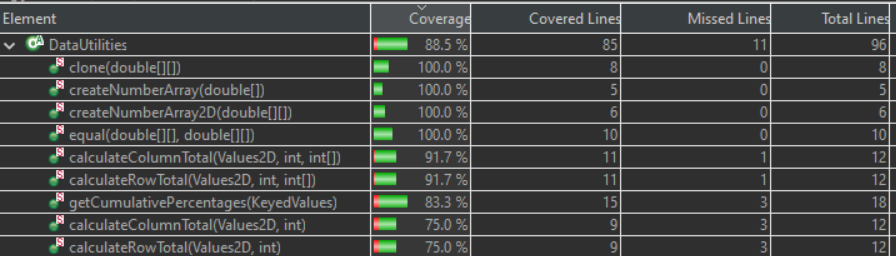 Element Coverage Covered Lines Missed Lines Total Lines
DataUtilities 88.5 % 85 11 96
clone(double[][]) 100.0 % 8 0 8
createNumberArray(double[]) 100.0 % 5 0 5
createNumberArray2D(double[][]) 100.0 % 6 0 6
equal(double[][], double[][]) 100.0 % 10 0 10
calculateColumnTotal(Values2D, int, int[]) 91.7 % 11 1 12
calculateRowTotal(Values2D, int, int[]) 91.7 % 11 1 12
getCumulativePercentages(KeyedValues) 83.3 % 15 3 18
calculateColumnTotal(Values2D, int) 75.0 % 9 3 12
calculateRowTotal(Values2D, int) 75.0 % 9 3 12